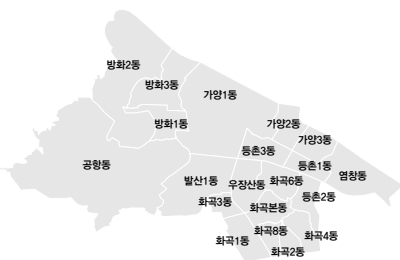 방화2동
방화3동
가양1동
방화1동
가양2동
가양3동
등촌3동
공항동
등촌1동
염창동
발산1동
우장산동
화곡6동
화곡3동
등촌2동
화곡본동
화곡8동
화곡4동
화곡1동
화곡2동